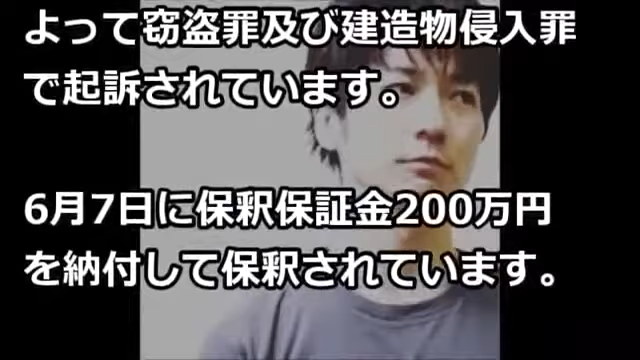 よって窃盗罪及び建造物侵入罪
で起訴されています。
6月7日に保釈保証金200万円
を納付して保釈されています。